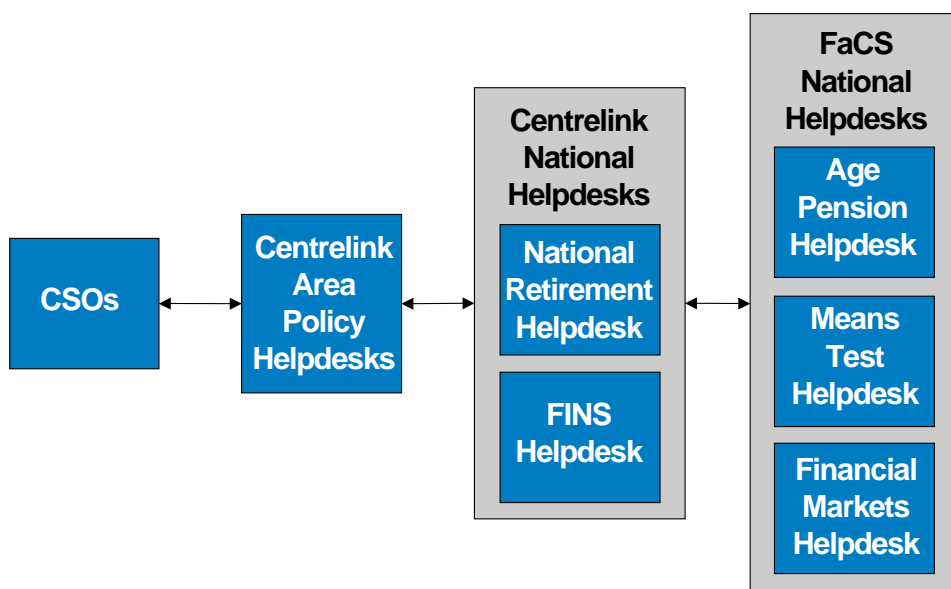 CSOs
Centrelink
Area
Policy
Helpdesks
Centrelink
National
Helpdesks
National
Retirement
Helpdesk
FINS
Helpdesk
FaCS
National
Helpdesks
Age
Pension
Helpdesk
Means
Test
Helpdesk
Financial
Markets
Helpdesk